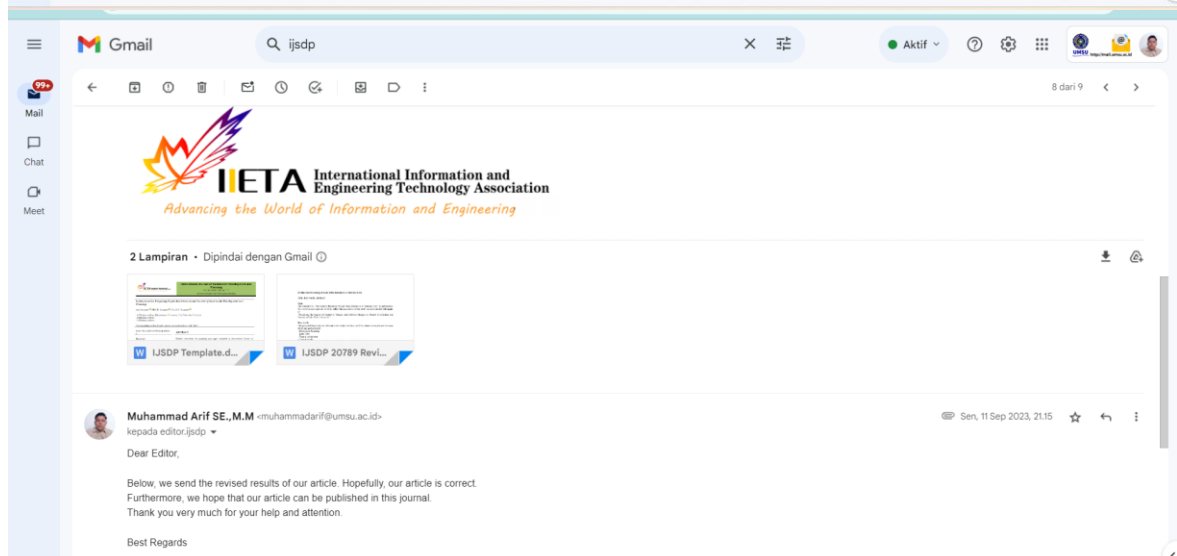 Gmail
ijsdp
Aktif
UMSU
99+
Mail
8 dari 9
Chat
Meet
IIETA International Information and
Engineering Technology Association
Advancing the World of Information and Engineering
2 Lampiran • Dipindai dengan Gmail
IJSDP Template.d...
IJSDP 20789 Revi...
Muhammad Arif SE.,M.M <muhammadarif@umsu.ac.id>
Sen, 11 Sep 2023, 21.15
kepada editor.ijsdp
Dear Editor,
Below, we send the revised results of our article. Hopefully, our article is correct.
Furthermore, we hope that our article can be published in this journal.
Thank you very much for your help and attention.
Best Regards